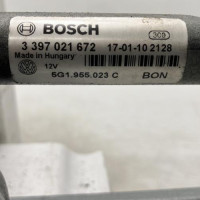 BOSCH
3 397 021 672 17-01-10 2128
Made in Hungary
12V
5G1.955.023 C BON